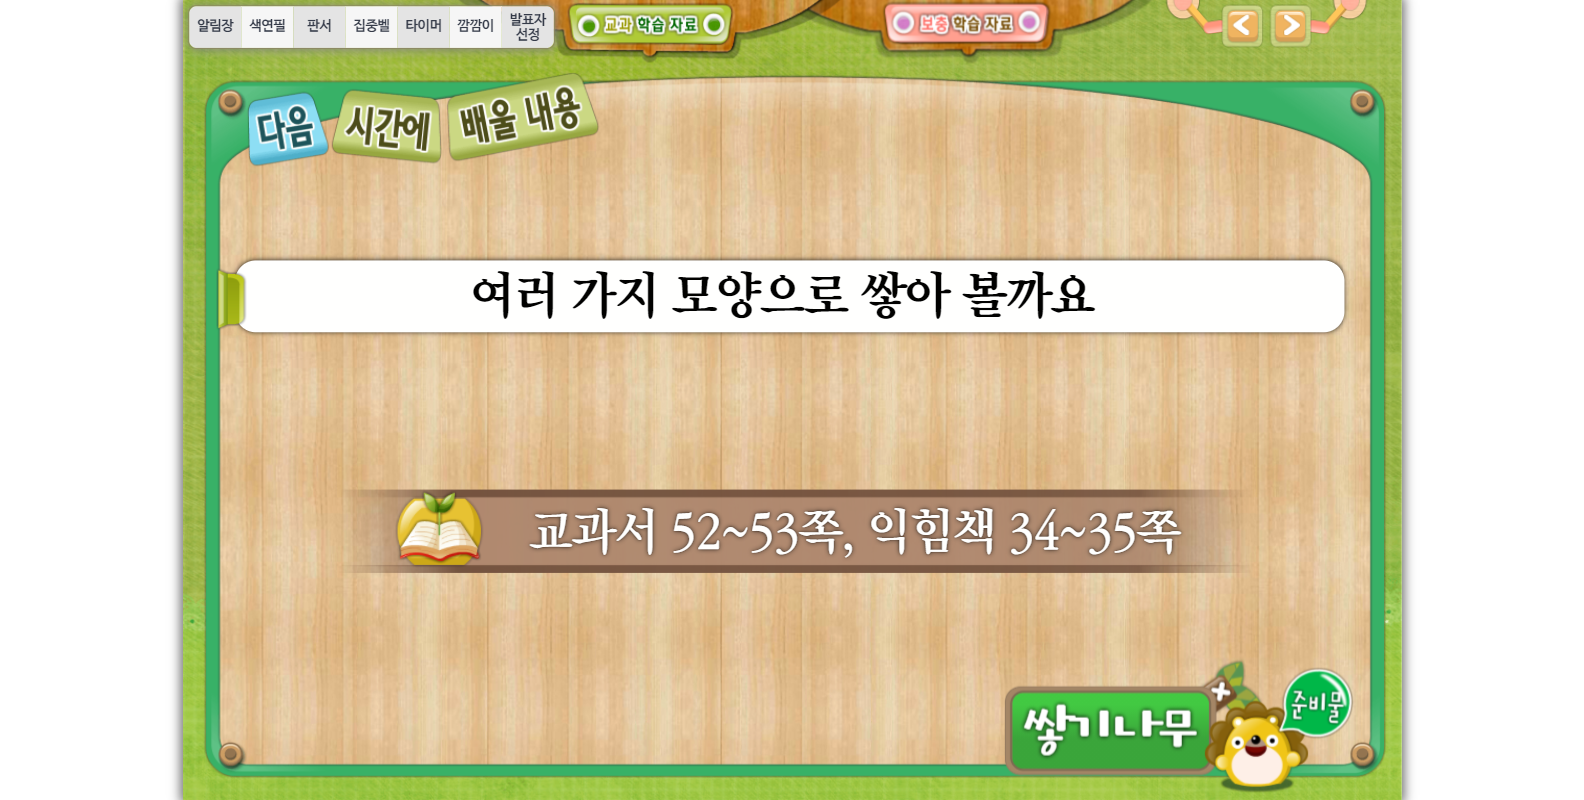 알림장 색연필 판서 집중벨 타이머 깜깜이 발표자 선정
교과 학습 자료
보충 학습 자료
다음 시간에 배울 내용
여러 가지 모양으로 쌓아 볼까요
교과서 52~53쪽, 익힘책 34~35쪽
준비물
쌓기나무